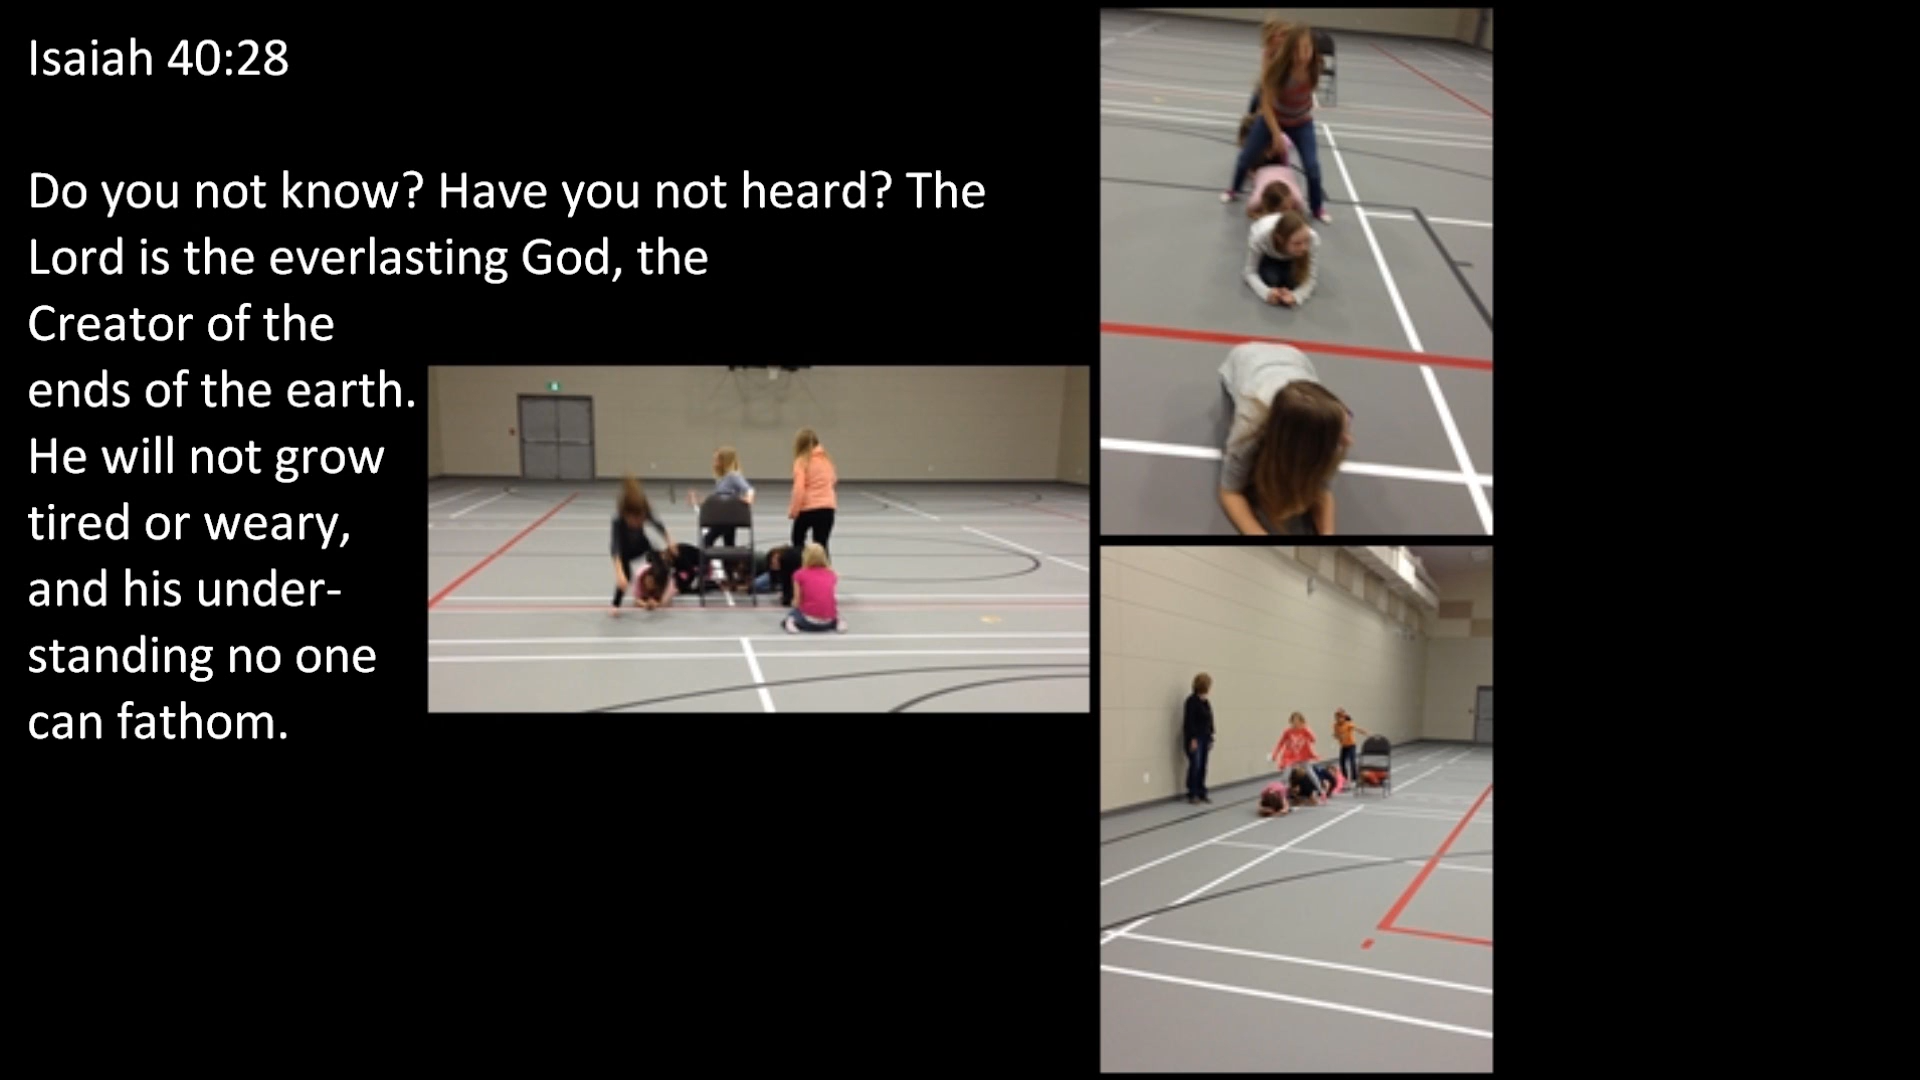 Isaiah 40:28
Do you not know? Have you not heard? The
Lord is the everlasting God, the
Creator of the
ends of the earth.
He will not grow
tired or weary,
and his under-
standing no one
can fathom.